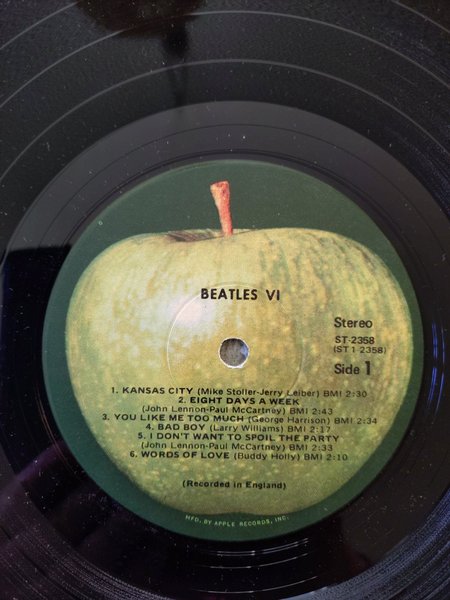 BEATLES VI
Stereo
ST-2358
(ST 1-2358)
Side 1
1. KANSAS CITY (Mike Stoller-Jerry Leiber) BMI 2:30
2. EIGHT DAYS A WEEK
(John Lennon-Paul McCartney) BMI 2:43
3. YOU LIKE ME TOO MUCH (George Harrison) BMI 2:34
4. BAD BOY (Larry Williams) BMI 2:17
5. I DON'T WANT TO SPOIL THE PARTY
(John Lennon-Paul McCartney) BMI 2:33
6. WORDS OF LOVE (Buddy Holly) BMI 2:10
(Recorded in England)
MFD. BY APPLE RECORDS, INC.